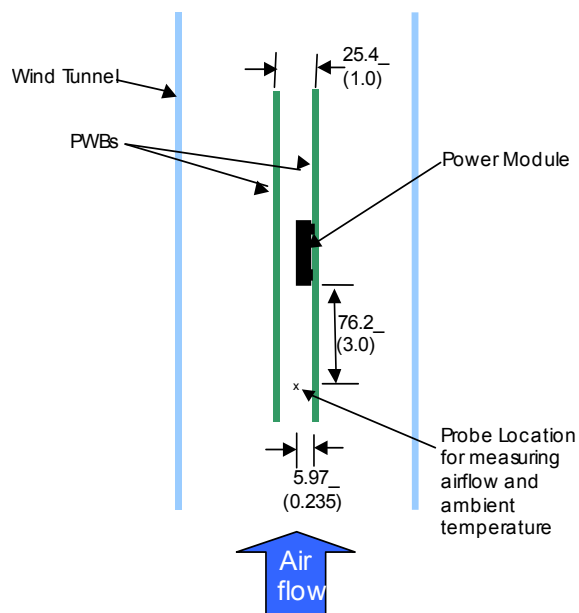 25.4_
(1.0)
Wind Tunnel
PWBs
Power Module
76.2_
(3.0)
x
Probe Location
for measuring
airflow and
ambient
temperature
5.97_
(0.235)
Air
flow